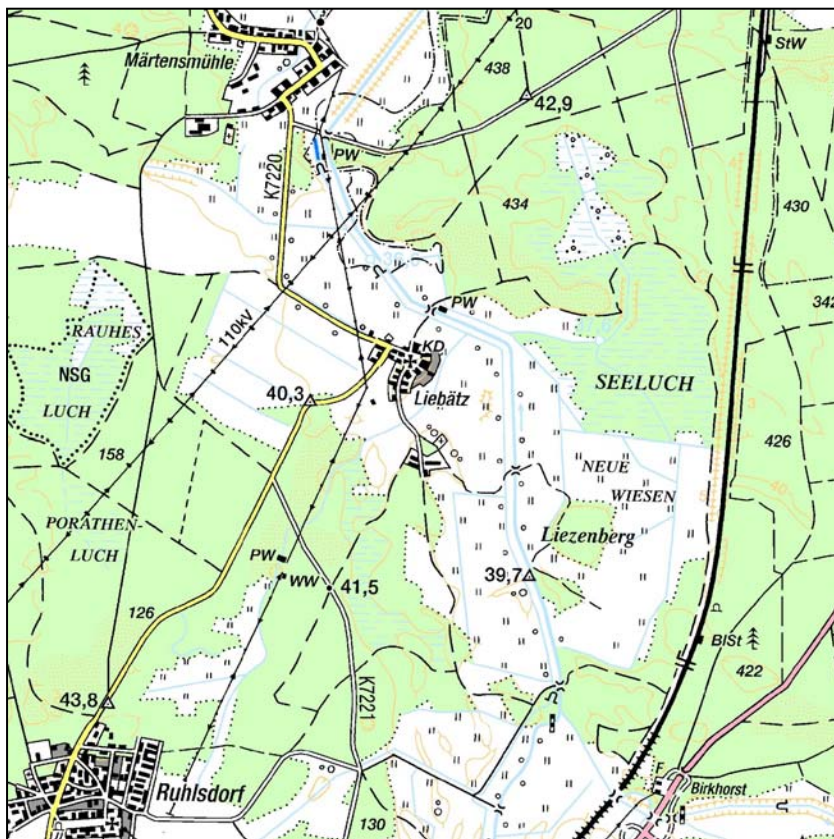 20
StW
Märtensmühle
438
42,9
PW
K7220
434
430
342
PW
110kV
RAUHES
NSG
LUCH
KD
Liebätz
SEELUCH
40,3
158
426
NEUE
WIESEN
PORATHEN-
LUCH
Liezenberg
PW
WW
41,5
39,7
40
126
BlSt
422
43,8
K7221
Ruhlsdorf
Birkhorst
130